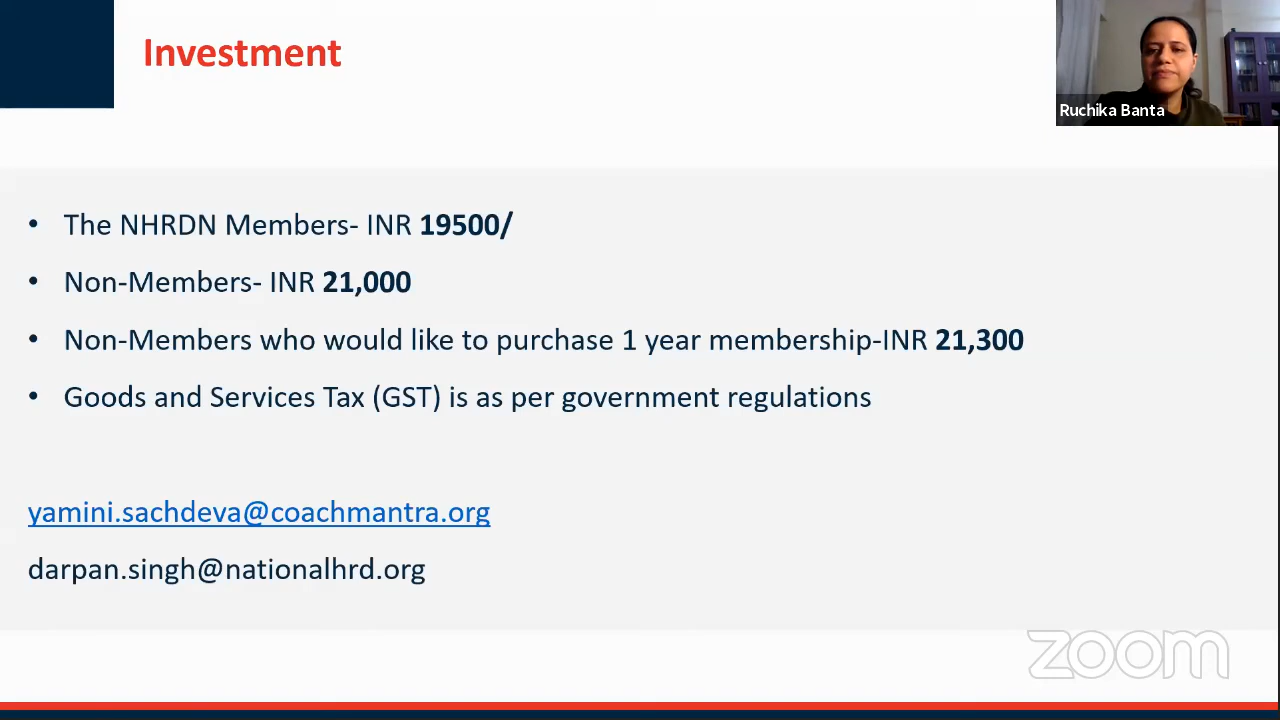 Investment
Ruchika Banta
• The NHRDN Members- INR 19500/
• Non-Members- INR 21,000
• Non-Members who would like to purchase 1 year membership-INR 21,300
• Goods and Services Tax (GST) is as per government regulations
yamini.sachdeva@coachmantra.org
darpan.singh@nationalhrd.org
zoom